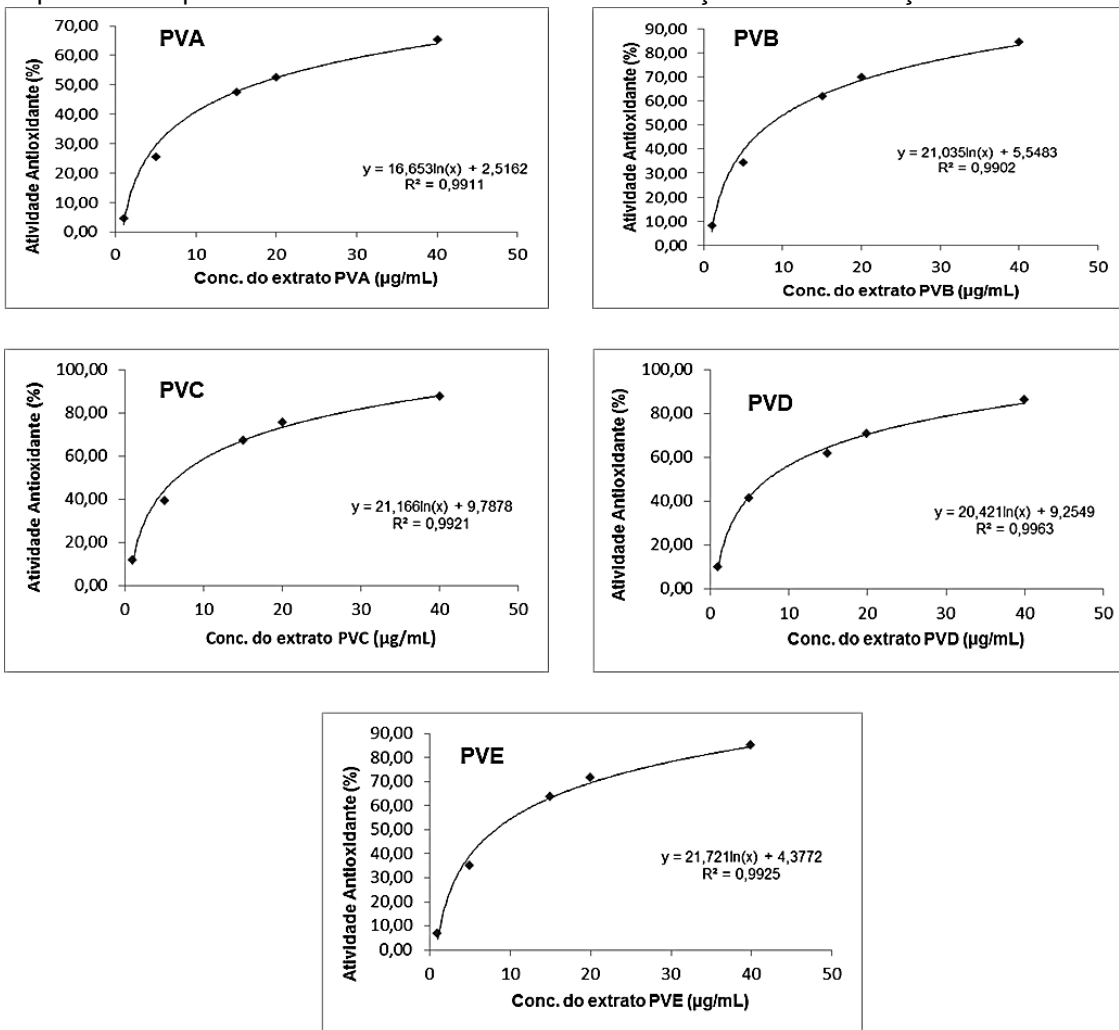 PVA
Atividade Antioxidante (%)
70,00
60,00
50,00
40,00
30,00
20,00
10,00
0,00
y = 16,653ln(x) + 2,5162
R² = 0,9911
0 10 20 30 40 50
Conc. do extrato PVA (µg/mL)
PVB
Atividade Antioxidante (%)
90,00
80,00
70,00
60,00
50,00
40,00
30,00
20,00
10,00
0,00
y = 21,035ln(x) + 5,5483
R² = 0,9902
0 10 20 30 40 50
Conc. do extrato PVB (µg/mL)
PVC
Atividade Antioxidante (%)
100,00
80,00
60,00
40,00
20,00
0,00
y = 21,166ln(x) + 9,7878
R² = 0,9921
0 10 20 30 40 50
Conc. do extrato PVC (µg/mL)
PVD
Atividade Antioxidante (%)
100,00
80,00
60,00
40,00
20,00
0,00
y = 20,421ln(x) + 9,2549
R² = 0,9963
0 10 20 30 40 50
Conc. do extrato PVD (µg/mL)
PVE
Atividade Antioxidante (%)
90,00
80,00
70,00
60,00
50,00
40,00
30,00
20,00
10,00
0,00
y = 21,721ln(x) + 4,3772
R² = 0,9925
0 10 20 30 40 50
Conc. do extrato PVE (µg/mL)